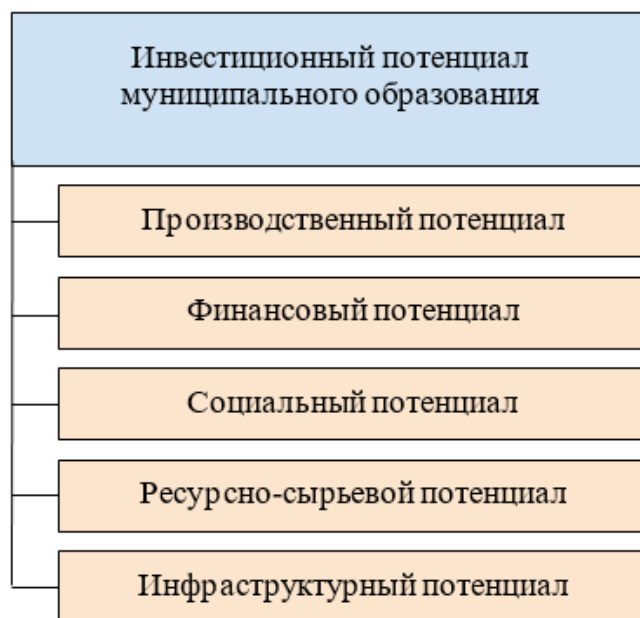 Инвестиционный потенциал
муниципального образования
Производственный потенциал
Финансовый потенциал
Социальный потенциал
Ресурсно-сырьевой потенциал
Инфраструктурный потенциал